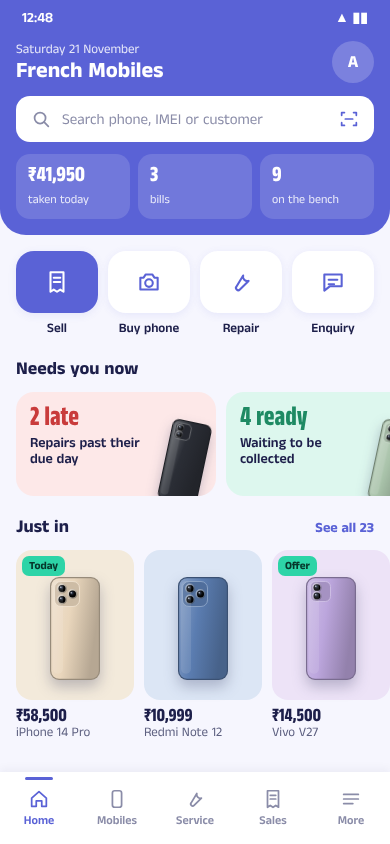 12:48
Saturday 21 November
French Mobiles
A
Search phone, IMEI or customer
₹41,950
taken today
3
bills
9
on the bench
Sell
Buy phone
Repair
Enquiry
Needs you now
2 late
Repairs past their
due day
4 ready
Waiting to be
collected
Just in
See all 23
Today
Offer
₹58,500
iPhone 14 Pro
₹10,999
Redmi Note 12
₹14,500
Vivo V27
Home
Mobiles
Service
Sales
More